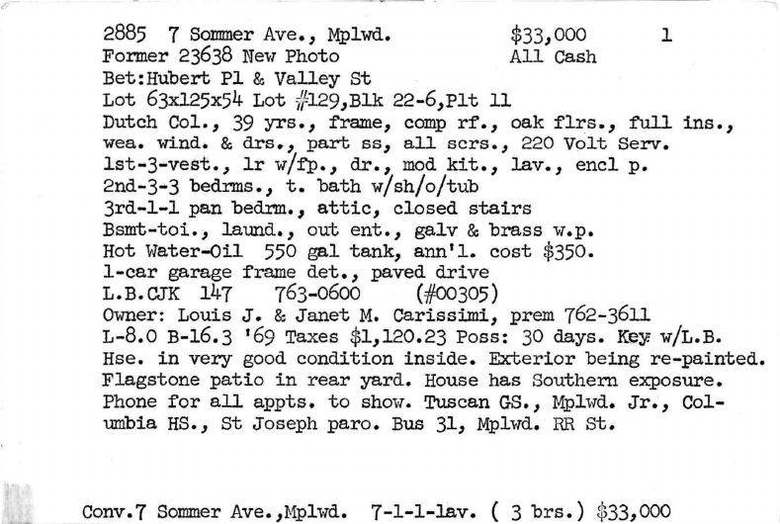 2885 7 Sommer Ave., Mplwd. $33,000 1
Former 23638 New Photo All Cash
Bet:Hubert Pl & Valley St
Lot 63x125x54 Lot #129,Blk 22-6,Plt 11
Dutch Col., 39 yrs., frame, comp rf., oak flrs., full ins.,
wea. wind. & drs., part ss, all scrs., 220 Volt Serv.
1st-3-vest., lr w/fp., dr., mod kit., lav., encl p.
2nd-3-3 bedrms., t. bath w/sh/o/tub
3rd-1-1 pan bedrm., attic, closed stairs
Bsmt-toi., laund., out ent., galv & brass w.p.
Hot Water-Oil 550 gal tank, ann'l. cost $350.
1-car garage frame det., paved drive
L.B.CJK 147 763-0600 (#00305)
Owner: Louis J. & Janet M. Carissimi, prem 762-3611
L-8.0 B-16.3 '69 Taxes $1,120.23 Poss: 30 days. Key w/L.B.
Hse. in very good condition inside. Exterior being re-painted.
Flagstone patio in rear yard. House has Southern exposure.
Phone for all appts. to show. Tuscan GS., Mplwd. Jr., Col-
umbia HS., St Joseph paro. Bus 31, Mplwd. RR St.
Conv.7 Sommer Ave.,Mplwd. 7-1-1-lav. ( 3 brs.) $33,000